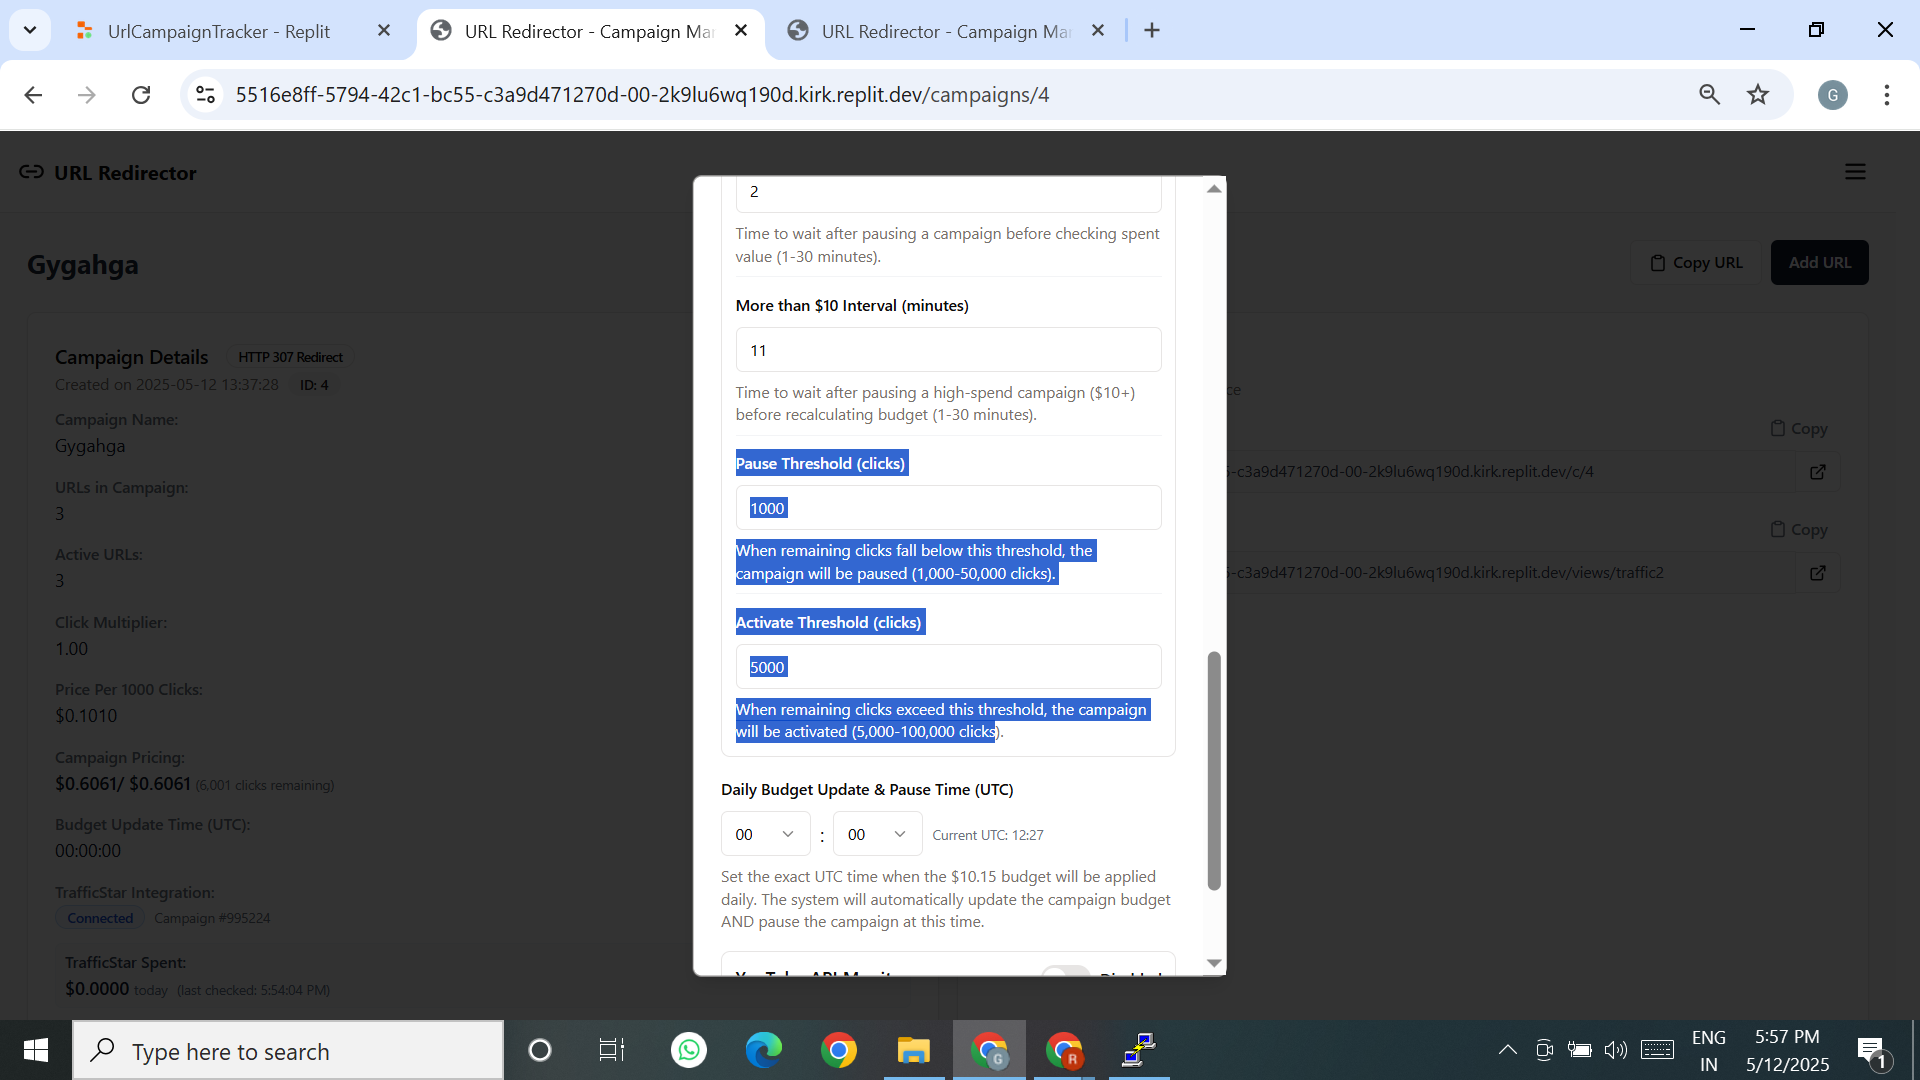 UrlCampaignTracker - Replit
URL Redirector - Campaign Mar
URL Redirector - Campaign Mar
5516e8ff-5794-42c1-bc55-c3a9d471270d-00-2k9lu6wq190d.kirk.replit.dev/campaigns/4
G
URL Redirector
Gygahga
Copy URL
Add URL
Campaign Details
HTTP 307 Redirect
Created on 2025-05-12 13:37:28
ID: 4
Campaign Name:
Gygahga
URLs in Campaign:
3
Active URLs:
3
Click Multiplier:
1.00
Price Per 1000 Clicks:
$0.1010
Campaign Pricing:
$0.6061/ $0.6061 (6,001 clicks remaining)
Budget Update Time (UTC):
00:00:00
TrafficStar Integration:
Connected
Campaign #995224
TrafficStar Spent:
$0.0000 today (last checked: 5:54:04 PM)
2
Time to wait after pausing a campaign before checking spent
value (1-30 minutes).
More than $10 Interval (minutes)
11
Time to wait after pausing a high-spend campaign ($10+)
before recalculating budget (1-30 minutes).
Pause Threshold (clicks)
1000
When remaining clicks fall below this threshold, the
campaign will be paused (1,000-50,000 clicks).
Activate Threshold (clicks)
5000
When remaining clicks exceed this threshold, the campaign
will be activated (5,000-100,000 clicks).
Daily Budget Update & Pause Time (UTC)
00 : 00 Current UTC: 12:27
Set the exact UTC time when the $10.15 budget will be applied
daily. The system will automatically update the campaign budget
AND pause the campaign at this time.
ce
Copy
-c3a9d471270d-00-2k9lu6wq190d.kirk.replit.dev/c/4
Copy
-c3a9d471270d-00-2k9lu6wq190d.kirk.replit.dev/views/traffic2
Type here to search
G
R
ENG
IN
5:57 PM
5/12/2025
1